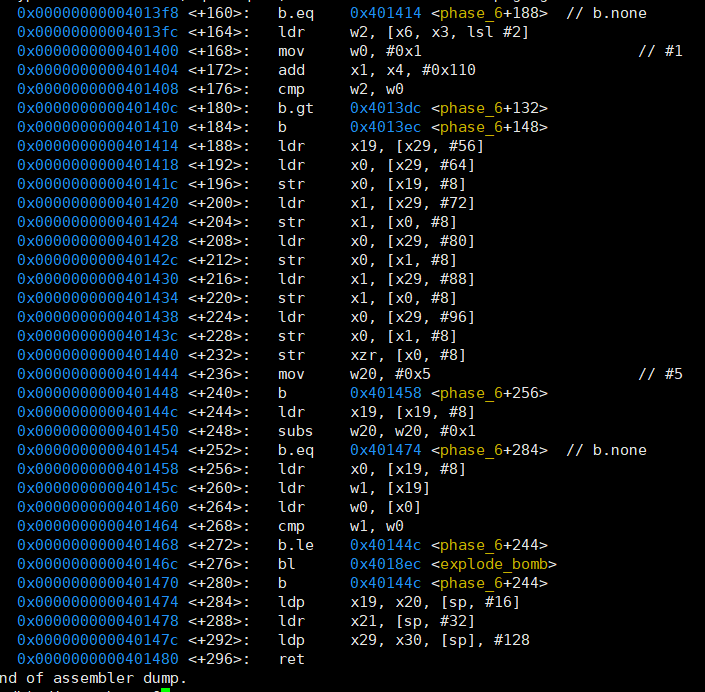 0x00000000004013f8 <+160>: b.eq 0x401414 <phase_6+188> // b.none
0x00000000004013fc <+164>: ldr w2, [x6, x3, lsl #2]
0x0000000000401400 <+168>: mov w0, #0x1 // #1
0x0000000000401404 <+172>: add x1, x4, #0x110
0x0000000000401408 <+176>: cmp w2, w0
0x000000000040140c <+180>: b.gt 0x4013dc <phase_6+132>
0x0000000000401410 <+184>: b 0x4013ec <phase_6+148>
0x0000000000401414 <+188>: ldr x19, [x29, #56]
0x0000000000401418 <+192>: ldr x0, [x29, #64]
0x000000000040141c <+196>: str x0, [x19, #8]
0x0000000000401420 <+200>: ldr x1, [x29, #72]
0x0000000000401424 <+204>: str x1, [x0, #8]
0x0000000000401428 <+208>: ldr x0, [x29, #80]
0x000000000040142c <+212>: str x0, [x1, #8]
0x0000000000401430 <+216>: ldr x1, [x29, #88]
0x0000000000401434 <+220>: str x1, [x0, #8]
0x0000000000401438 <+224>: ldr x0, [x29, #96]
0x000000000040143c <+228>: str x0, [x1, #8]
0x0000000000401440 <+232>: str xzr, [x0, #8]
0x0000000000401444 <+236>: mov w20, #0x5 // #5
0x0000000000401448 <+240>: b 0x401458 <phase_6+256>
0x000000000040144c <+244>: ldr x19, [x19, #8]
0x0000000000401450 <+248>: subs w20, w20, #0x1
0x0000000000401454 <+252>: b.eq 0x401474 <phase_6+284> // b.none
0x0000000000401458 <+256>: ldr x0, [x19, #8]
0x000000000040145c <+260>: ldr w1, [x19]
0x0000000000401460 <+264>: ldr w0, [x0]
0x0000000000401464 <+268>: cmp w1, w0
0x0000000000401468 <+272>: b.le 0x40144c <phase_6+244>
0x000000000040146c <+276>: bl 0x4018ec <explode_bomb>
0x0000000000401470 <+280>: b 0x40144c <phase_6+244>
0x0000000000401474 <+284>: ldp x19, x20, [sp, #16]
0x0000000000401478 <+288>: ldr x21, [sp, #32]
0x000000000040147c <+292>: ldp x29, x30, [sp], #128
0x0000000000401480 <+296>: ret
nd of assembler dump.